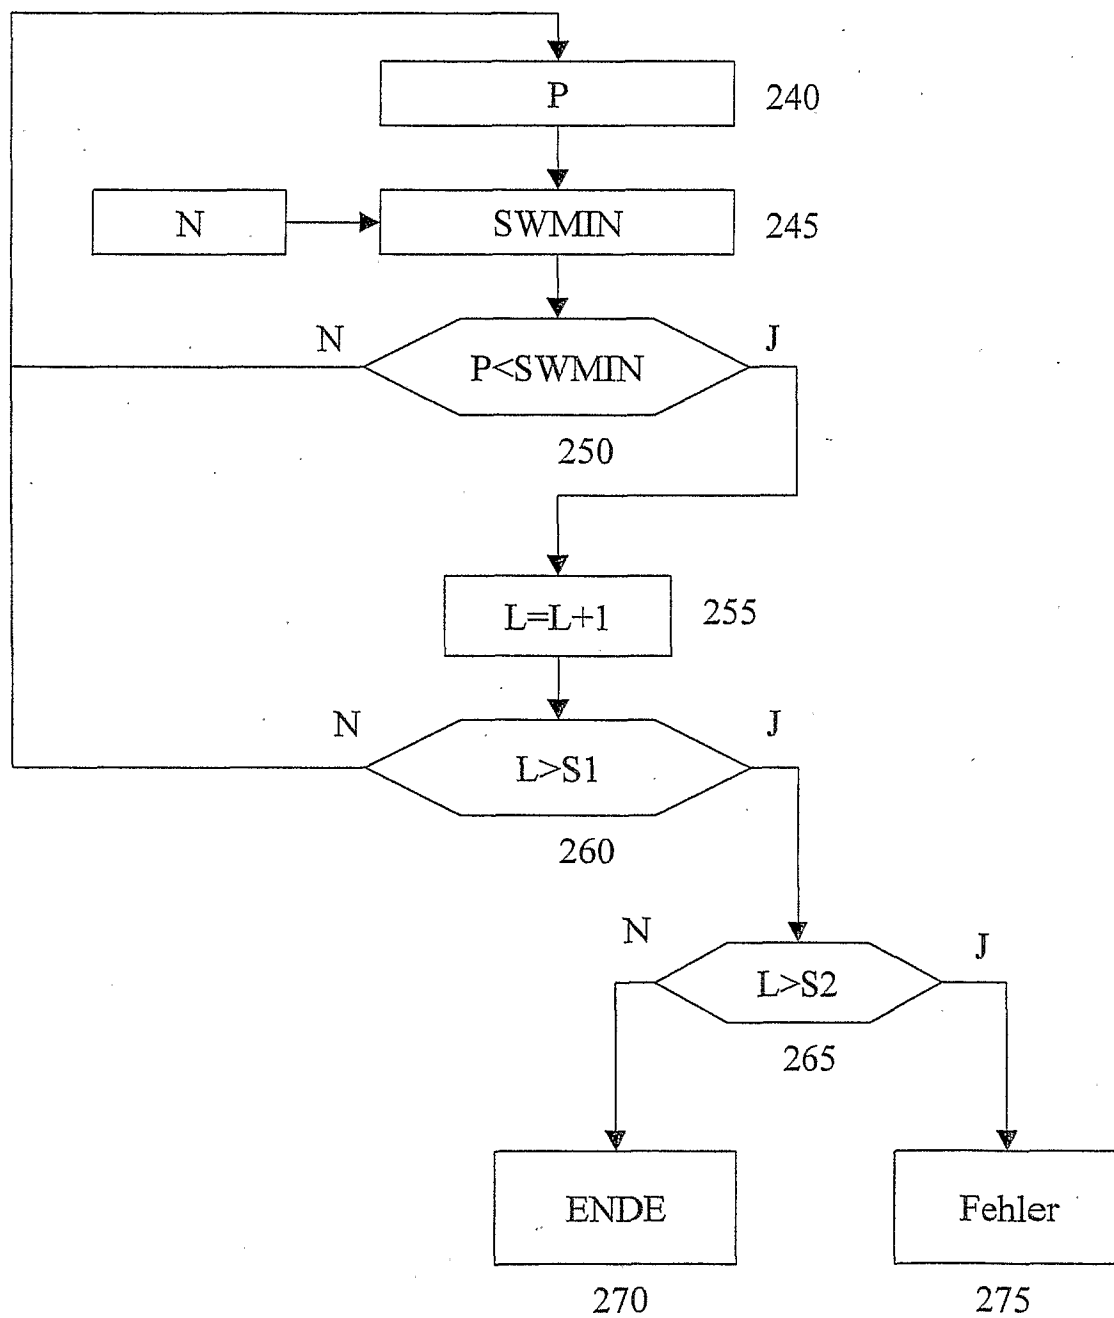 P
240
N
SWMIN
245
N
J
P<SWMIN
250
L=L+1
255
N
J
L>S1
260
N
J
L>S2
265
ENDE
Fehler
270
275